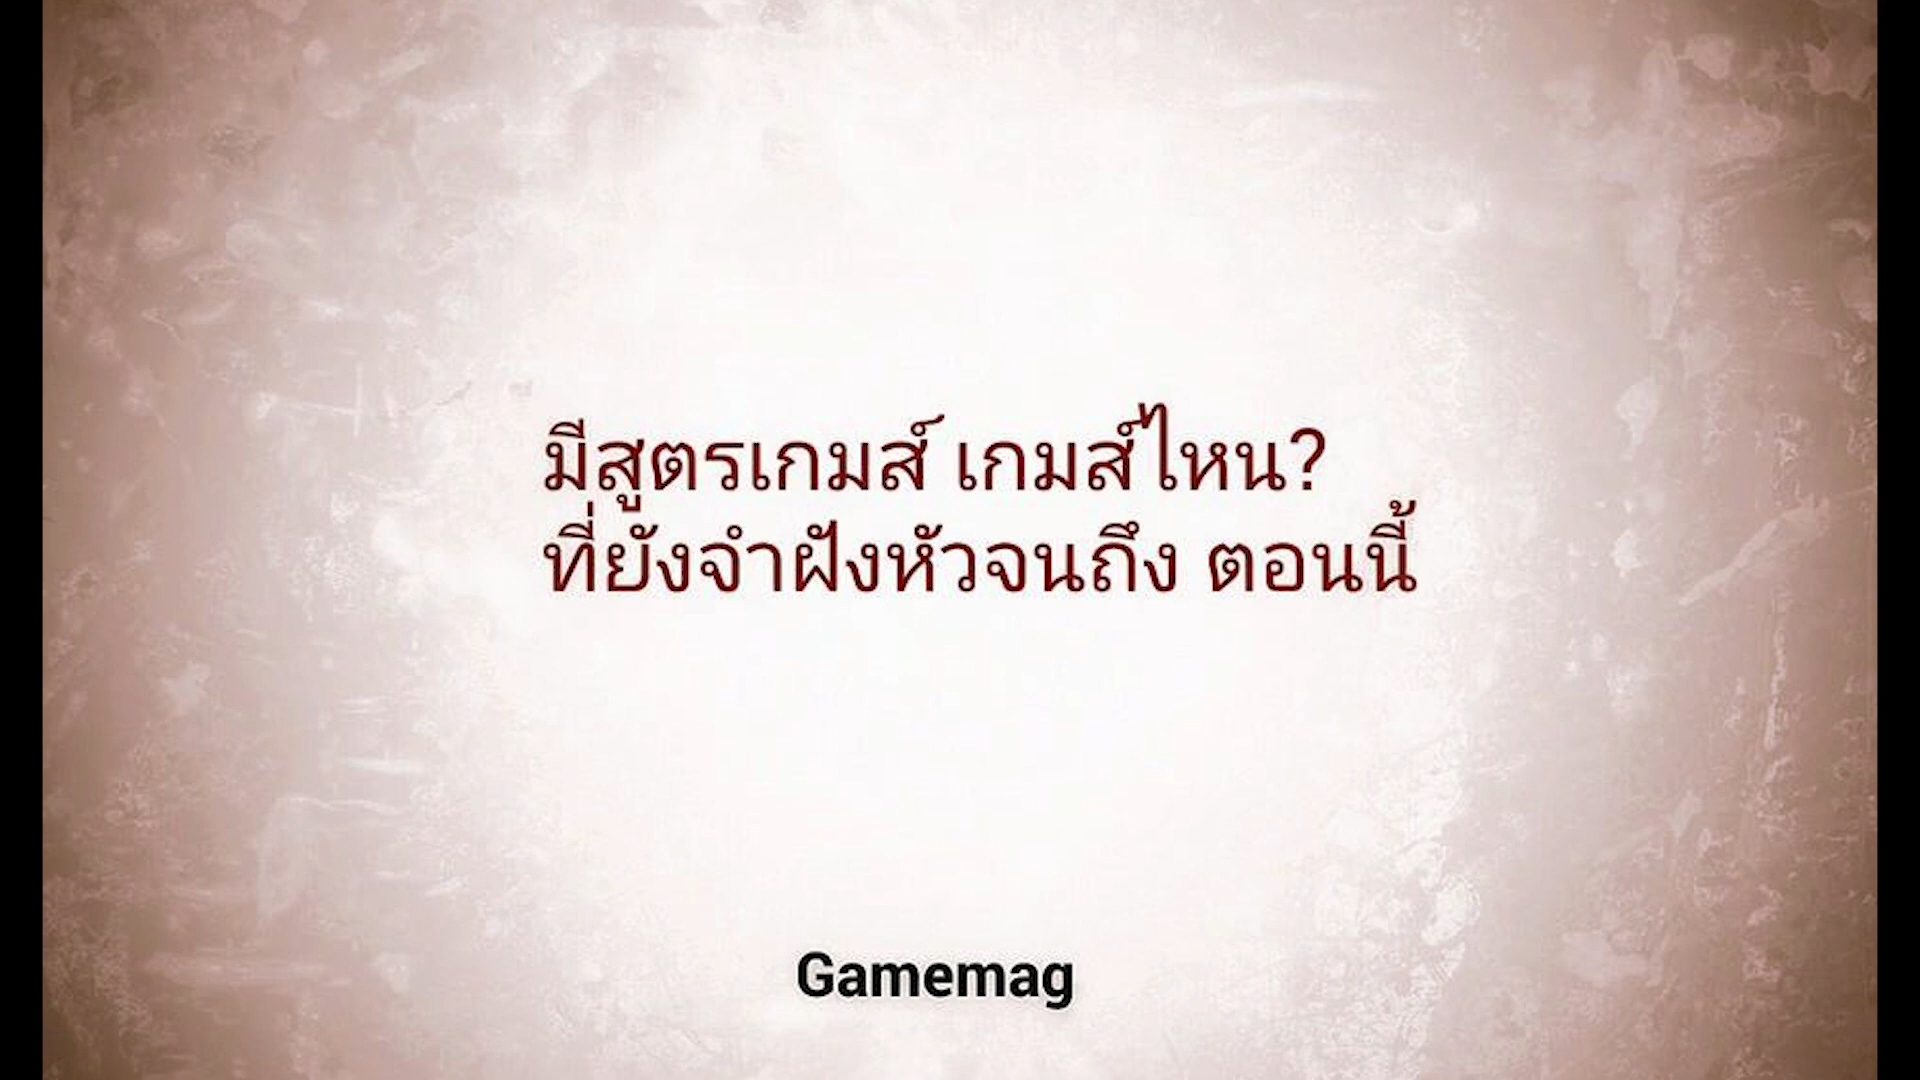 มีสูตรเกมส์ เกมส์ไหน?
ที่ยังจำฝังหัวจนถึง ตอนนี้
Gamemag